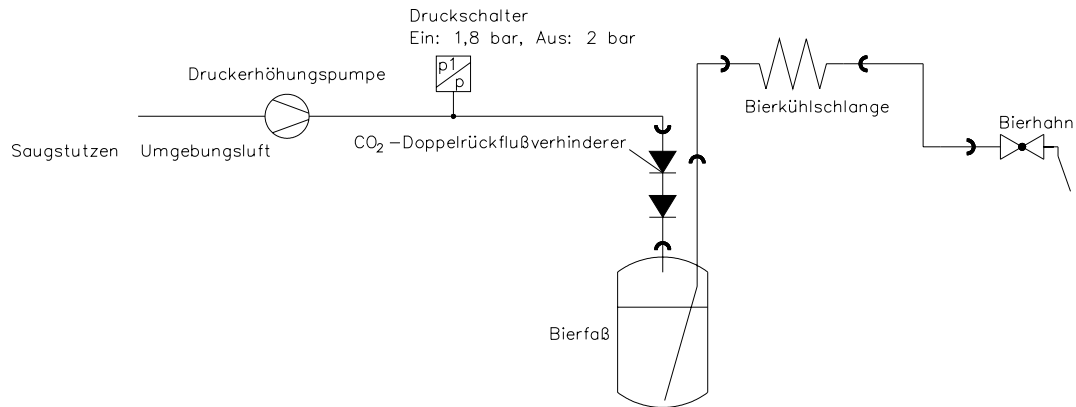 Druckschalter
Ein: 1,8 bar, Aus: 2 bar
Druckerhöhungspumpe
p1
p
Bierkühlschlange
Bierhahn
CO₂-Doppelrückflußverhinderer
Saugstutzen Umgebungsluft
Bierfaß